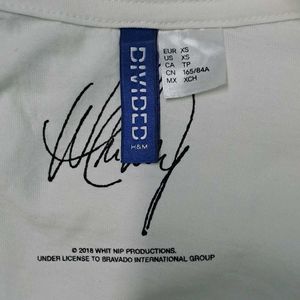 DIVIDED
H&M
EUR XS
US XS
CA TP
CN 165/84A
MX XCH
Whitney
© 2018 WHIT NIP PRODUCTIONS.
UNDER LICENSE TO BRAVADO INTERNATIONAL GROUP